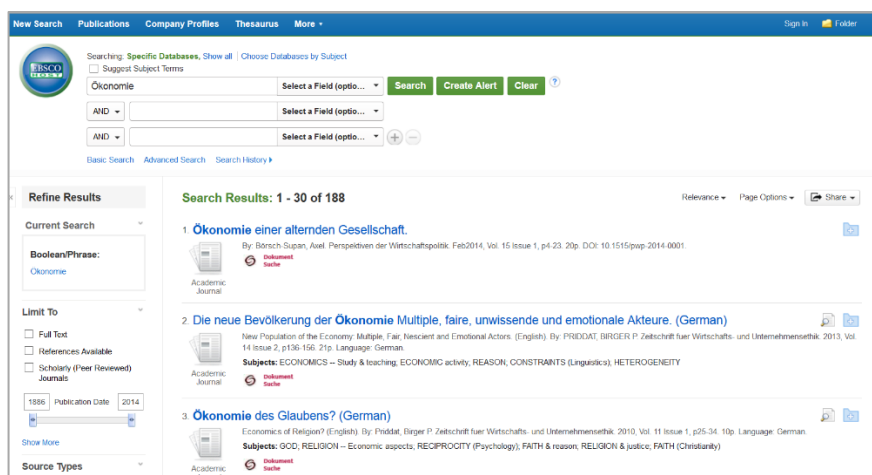 New Search Publications Company Profiles Thesaurus More Sign In Folder
EBSCO
HOST
Searching: Specific Databases, Show all | Choose Databases by Subject
Suggest Subject Terms
Ökonomie Select a Field (optio... Search Create Alert Clear ?
AND Select a Field (optio...
AND Select a Field (optio...
Basic Search Advanced Search Search History
Refine Results
Current Search
Boolean/Phrase:
Ökonomie
Limit To
Full Text
References Available
Scholarly (Peer Reviewed)
Journals
1886 Publication Date 2014
Show More
Source Types
Search Results: 1 - 30 of 188 Relevance Page Options Share
1. Ökonomie einer alternden Gesellschaft.
By: Börsch-Supan, Axel. Perspektiven der Wirtschaftspolitik. Feb2014, Vol. 15 Issue 1, p4-23. 20p. DOI: 10.1515/pwp-2014-0001.
Dokument
Suche
Academic
Journal
2. Die neue Bevölkerung der Ökonomie Multiple, faire, unwissende und emotionale Akteure. (German)
New Population of the Economy: Multiple, Fair, Nescient and Emotional Actors. (English). By: PRIDDAT, BIRGER P. Zeitschrift fuer Wirtschafts- und Unternehmensethik. 2013, Vol.
14 Issue 2, p136-156. 21p. Language: German.
Subjects: ECONOMICS -- Study & teaching; ECONOMIC activity; REASON; CONSTRAINTS (Linguistics); HETEROGENEITY
Academic
Journal
Dokument
Suche
3. Ökonomie des Glaubens? (German)
Economics of Religion? (English). By: Priddat, Birger P. Zeitschrift fuer Wirtschafts- und Unternehmensethik. 2010, Vol. 11 Issue 1, p25-34. 10p. Language: German.
Subjects: GOD; RELIGION -- Economic aspects; RECIPROCITY (Psychology); FAITH & reason; RELIGION & justice; FAITH (Christianity)
Academic
Dokument
Suche